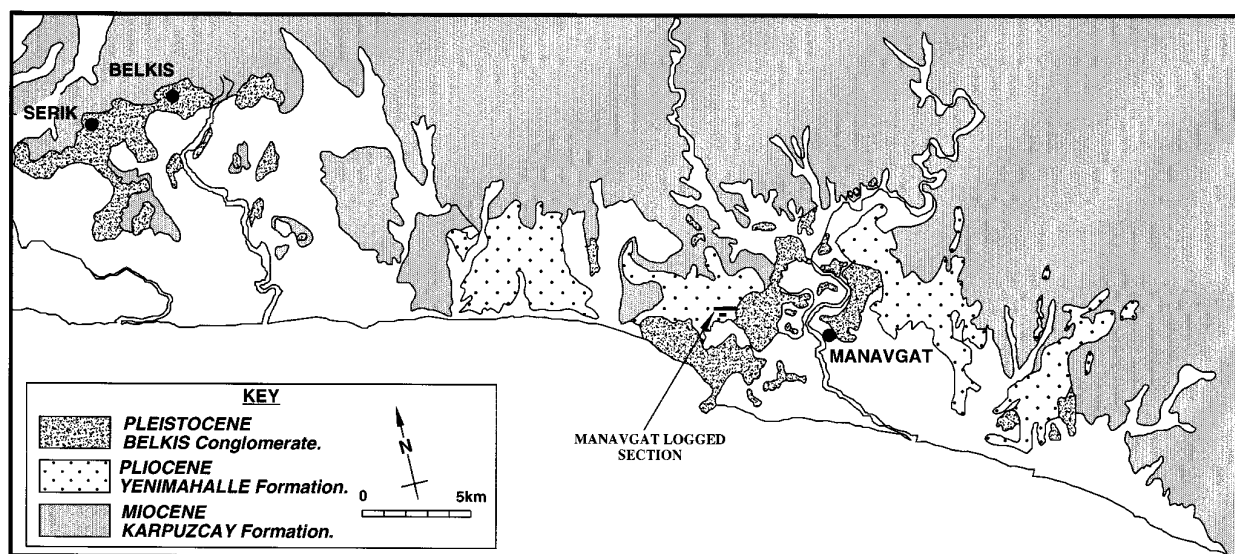 BELKIS
SERIK
MANAVGAT
MANAVGAT LOGGED
SECTION
KEY
PLEISTOCENE
BELKIS Conglomerate.
PLIOCENE
YENIMAHALLE Formation.
MIOCENE
KARPUZCAY Formation.
N
0 5km